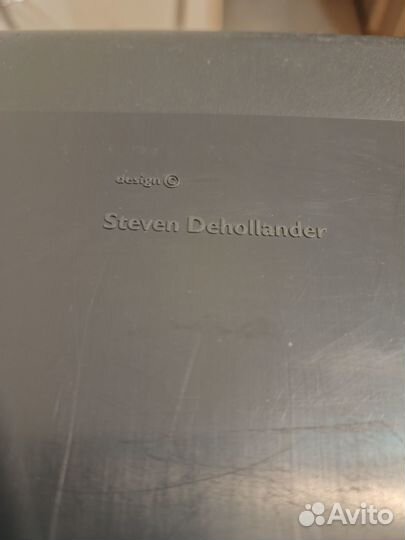 design ©
Steven Dehollander
Avito